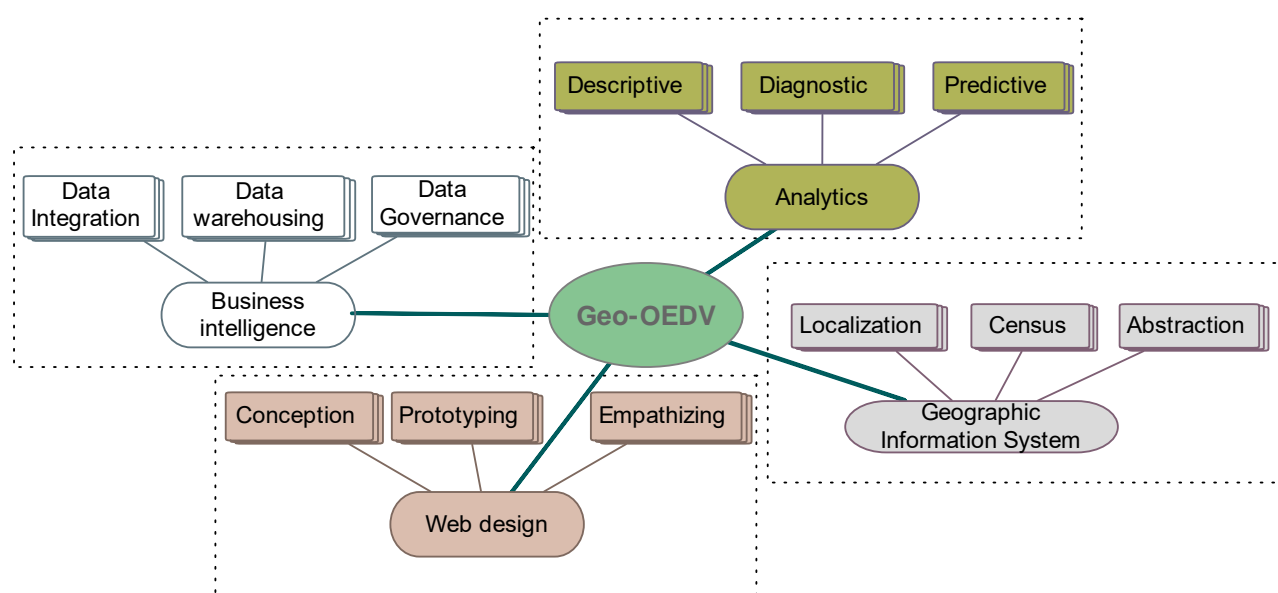 Descriptive
Diagnostic
Predictive
Analytics
Data
Integration
Data
warehousing
Data
Governance
Business
intelligence
Geo-OEDV
Localization
Census
Abstraction
Geographic
Information System
Conception
Prototyping
Empathizing
Web design